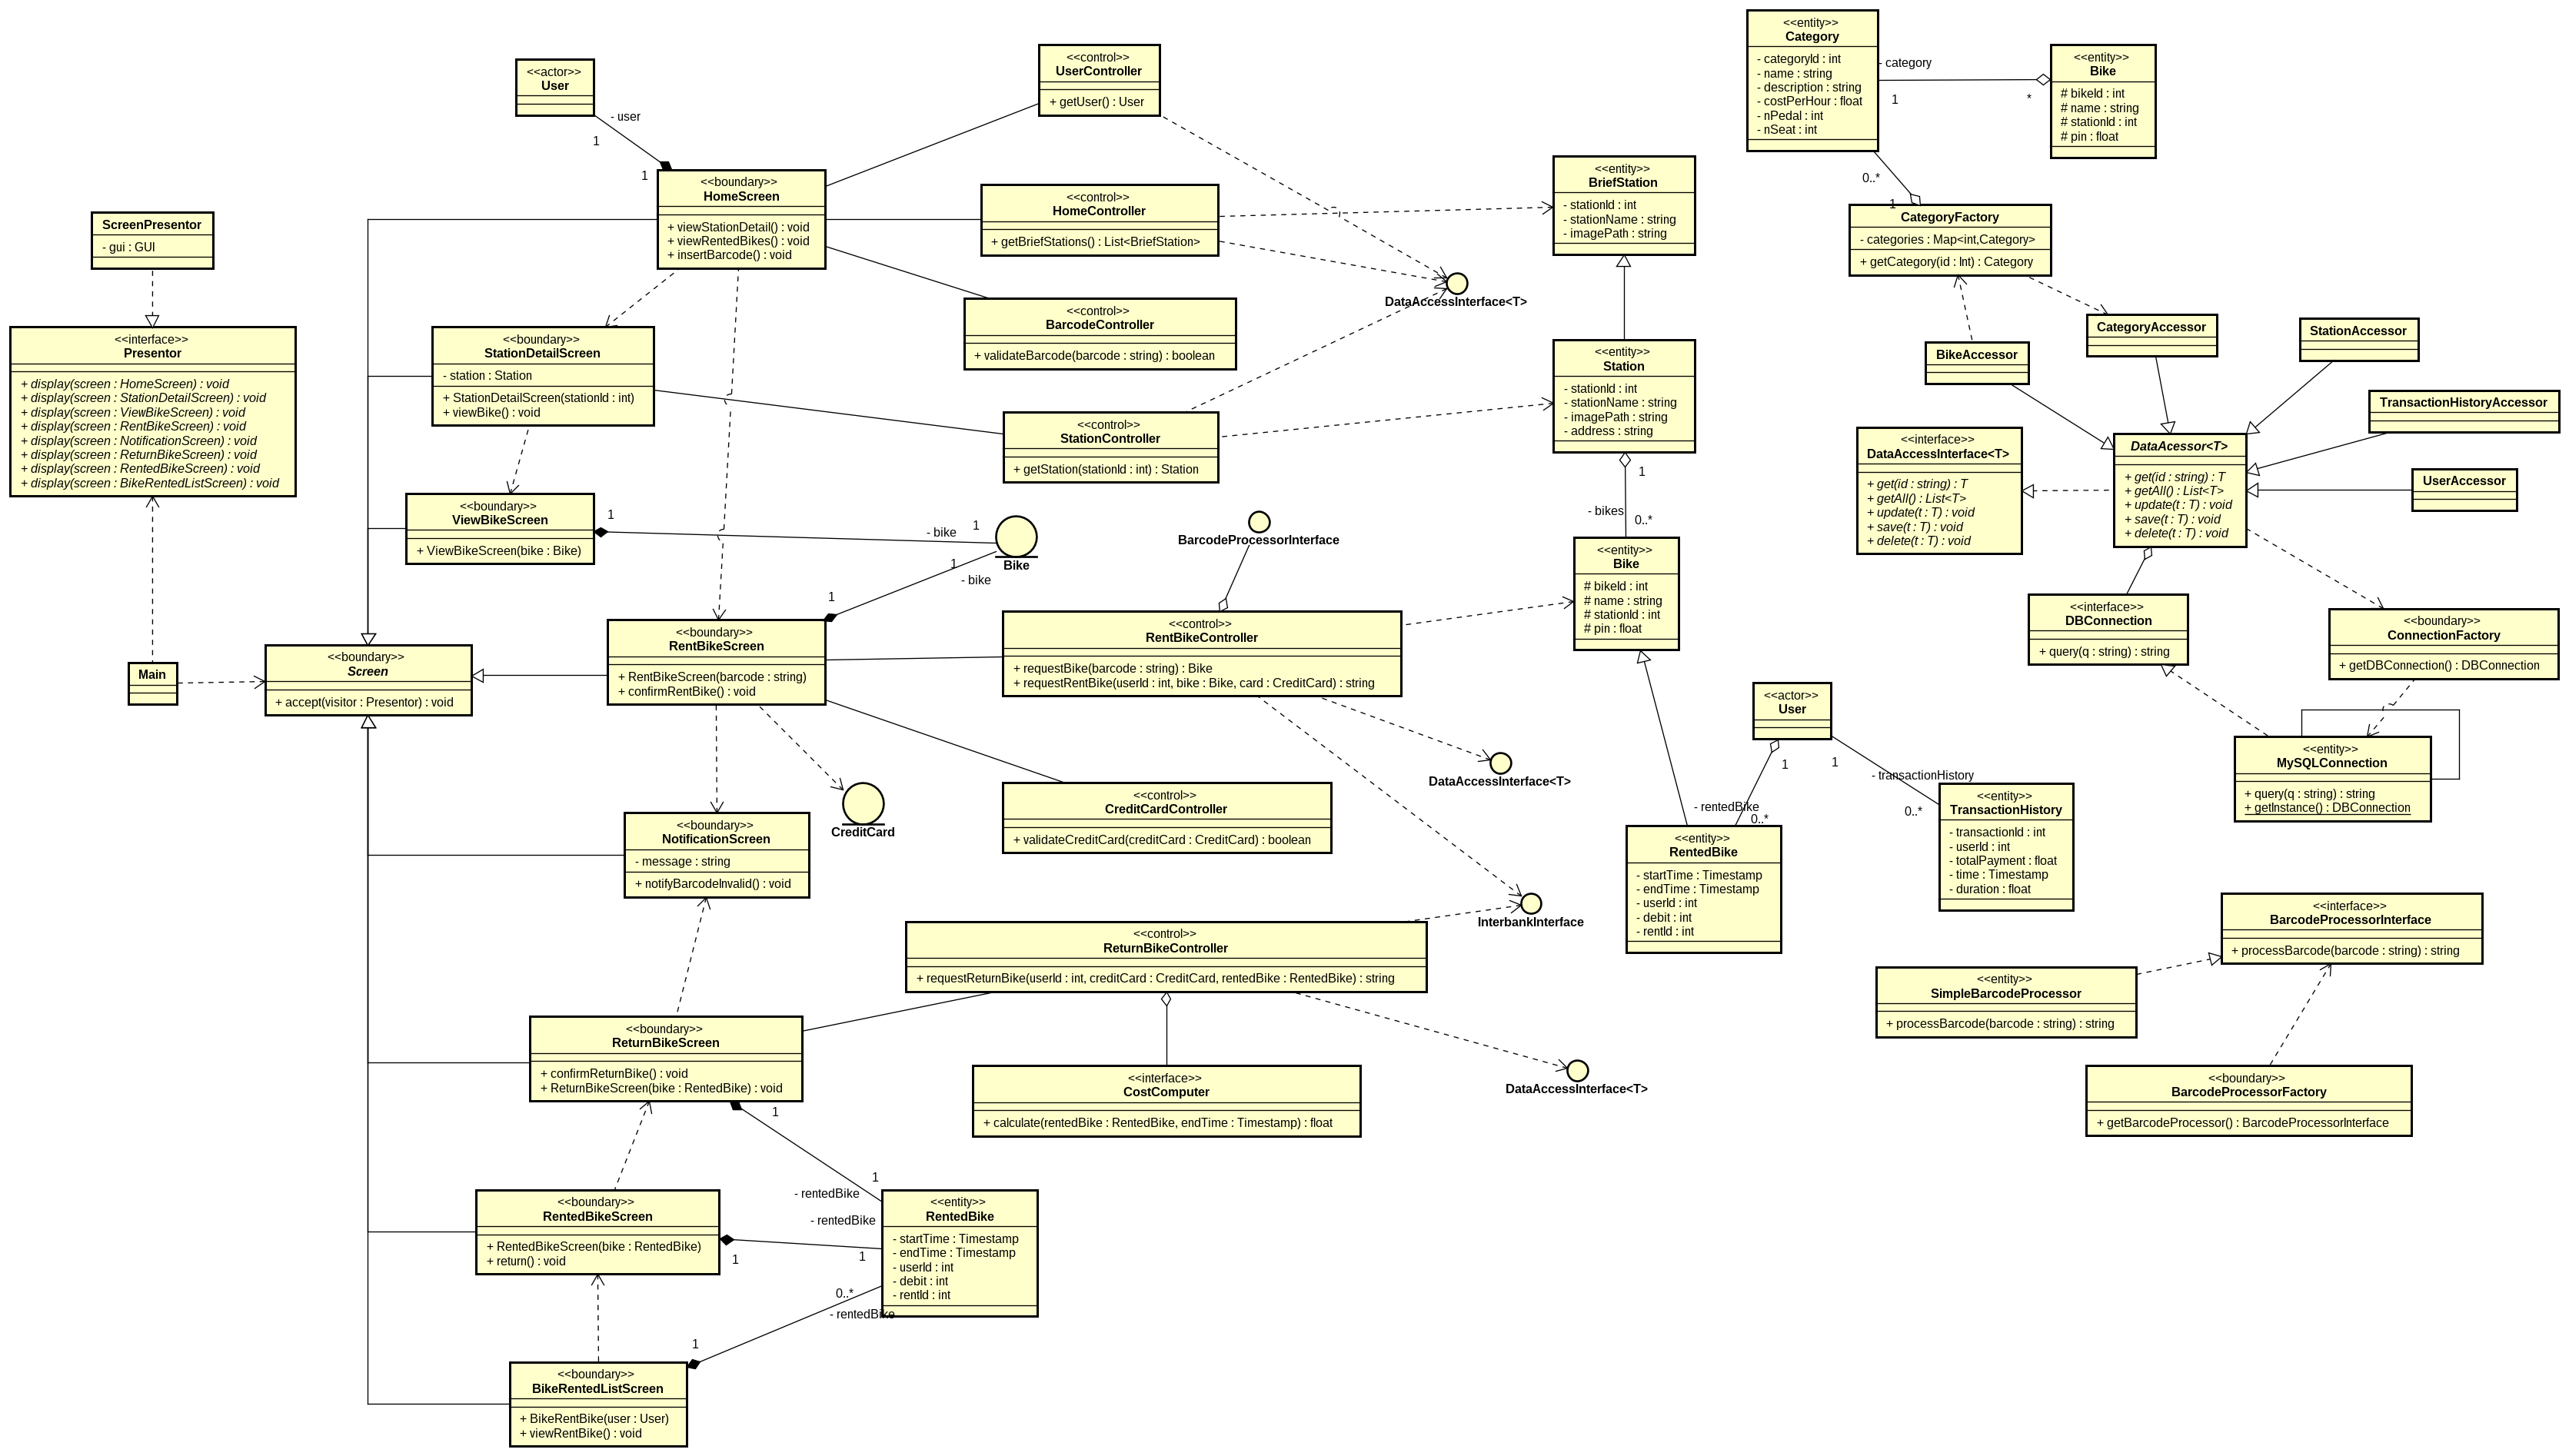 <<actor>>
User
- user
1
1
<<control>>
UserController
+ getUser() : User
<<entity>>
Category
- categoryId : int
- name : string
- description : string
- costPerHour : float
- nPedal : int
- nSeat : int
- category
1
*
<<entity>>
Bike
# bikeId : int
# name : string
# stationId : int
# pin : float
<<boundary>>
HomeScreen
+ viewStationDetail() : void
+ viewRentedBikes() : void
+ insertBarcode() : void
<<control>>
HomeController
+ getBriefStations() : List<BriefStation>
<<entity>>
BriefStation
- stationId : int
- stationName : string
- imagePath : string
0..*
1
CategoryFactory
- categories : Map<int,Category>
+ getCategory(id : Int) : Category
ScreenPresentor
- gui : GUI
DataAccessInterface<T>
<<control>>
BarcodeController
+ validateBarcode(barcode : string) : boolean
<<interface>>
Presentor
+ display(screen : HomeScreen) : void
+ display(screen : StationDetailScreen) : void
+ display(screen : ViewBikeScreen) : void
+ display(screen : RentBikeScreen) : void
+ display(screen : NotificationScreen) : void
+ display(screen : ReturnBikeScreen) : void
+ display(screen : RentedBikeScreen) : void
+ display(screen : BikeRentedListScreen) : void
<<boundary>>
StationDetailScreen
- station : Station
+ StationDetailScreen(stationId : int)
+ viewBike() : void
<<control>>
StationController
+ getStation(stationId : int) : Station
<<entity>>
Station
- stationId : int
- stationName : string
- imagePath : string
- address : string
1
- bikes
0..*
BikeAccessor
CategoryAccessor
StationAccessor
TransactionHistoryAccessor
UserAccessor
<<interface>>
DataAccessInterface<T>
+ get(id : string) : T
+ getAll() : List<T>
+ update(t : T) : void
+ save(t : T) : void
+ delete(t : T) : void
DataAcessor<T>
+ get(id : string) : T
+ getAll() : List<T>
+ update(t : T) : void
+ save(t : T) : void
+ delete(t : T) : void
<<boundary>>
ViewBikeScreen
+ ViewBikeScreen(bike : Bike)
1
- bike
1
Bike
1
- bike
1
BarcodeProcessorInterface
<<entity>>
Bike
# bikeId : int
# name : string
# stationId : int
# pin : float
<<interface>>
DBConnection
+ query(q : string) : string
<<boundary>>
ConnectionFactory
+ getDBConnection() : DBConnection
Main
<<boundary>>
Screen
+ accept(visitor : Presentor) : void
<<boundary>>
RentBikeScreen
+ RentBikeScreen(barcode : string)
+ confirmRentBike() : void
<<control>>
RentBikeController
+ requestBike(barcode : string) : Bike
+ requestRentBike(userId : int, bike : Bike, card : CreditCard) : string
<<actor>>
User
1
1
- transactionHistory
0..*
- rentedBike
0..*
<<entity>>
MySQLConnection
+ query(q : string) : string
+ getInstance() : DBConnection
DataAccessInterface<T>
CreditCard
<<control>>
CreditCardController
+ validateCreditCard(creditCard : CreditCard) : boolean
<<entity>>
TransactionHistory
- transactionId : int
- userId : int
- totalPayment : float
- time : Timestamp
- duration : float
<<boundary>>
NotificationScreen
- message : string
+ notifyBarcodeInvalid() : void
<<entity>>
RentedBike
- startTime : Timestamp
- endTime : Timestamp
- userId : int
- debit : int
- rentId : int
InterbankInterface
<<control>>
ReturnBikeController
+ requestReturnBike(userId : int, creditCard : CreditCard, rentedBike : RentedBike) : string
<<interface>>
BarcodeProcessorInterface
+ processBarcode(barcode : string) : string
<<entity>>
SimpleBarcodeProcessor
+ processBarcode(barcode : string) : string
<<boundary>>
ReturnBikeScreen
+ confirmReturnBike() : void
+ ReturnBikeScreen(bike : RentedBike) : void
<<interface>>
CostComputer
+ calculate(rentedBike : RentedBike, endTime : Timestamp) : float
DataAccessInterface<T>
<<boundary>>
BarcodeProcessorFactory
+ getBarcodeProcessor() : BarcodeProcessorInterface
1
1
- rentedBike
<<boundary>>
RentedBikeScreen
+ RentedBikeScreen(bike : RentedBike)
+ return() : void
- rentedBike
1
1
<<entity>>
RentedBike
- startTime : Timestamp
- endTime : Timestamp
- userId : int
- debit : int
- rentId : int
0..*
- rentedBike
1
<<boundary>>
BikeRentedListScreen
+ BikeRentBike(user : User)
+ viewRentBike() : void